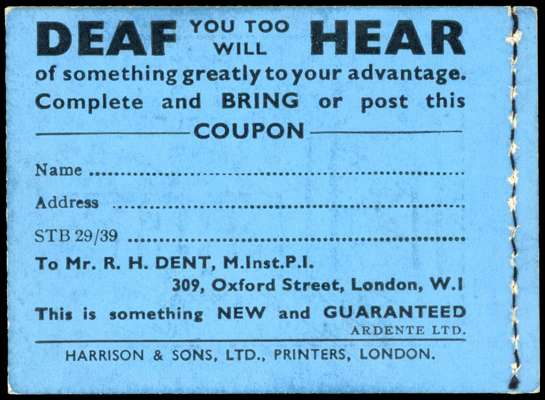 DEAF YOU TOO WILL HEAR
of something greatly to your advantage.
Complete and BRING or post this
COUPON
Name
Address
STB 29/39
To Mr. R. H. DENT, M.Inst.P.I.
309, Oxford Street, London, W.1
This is something NEW and GUARANTEED
ARDENTE LTD.
HARRISON & SONS, LTD., PRINTERS, LONDON.